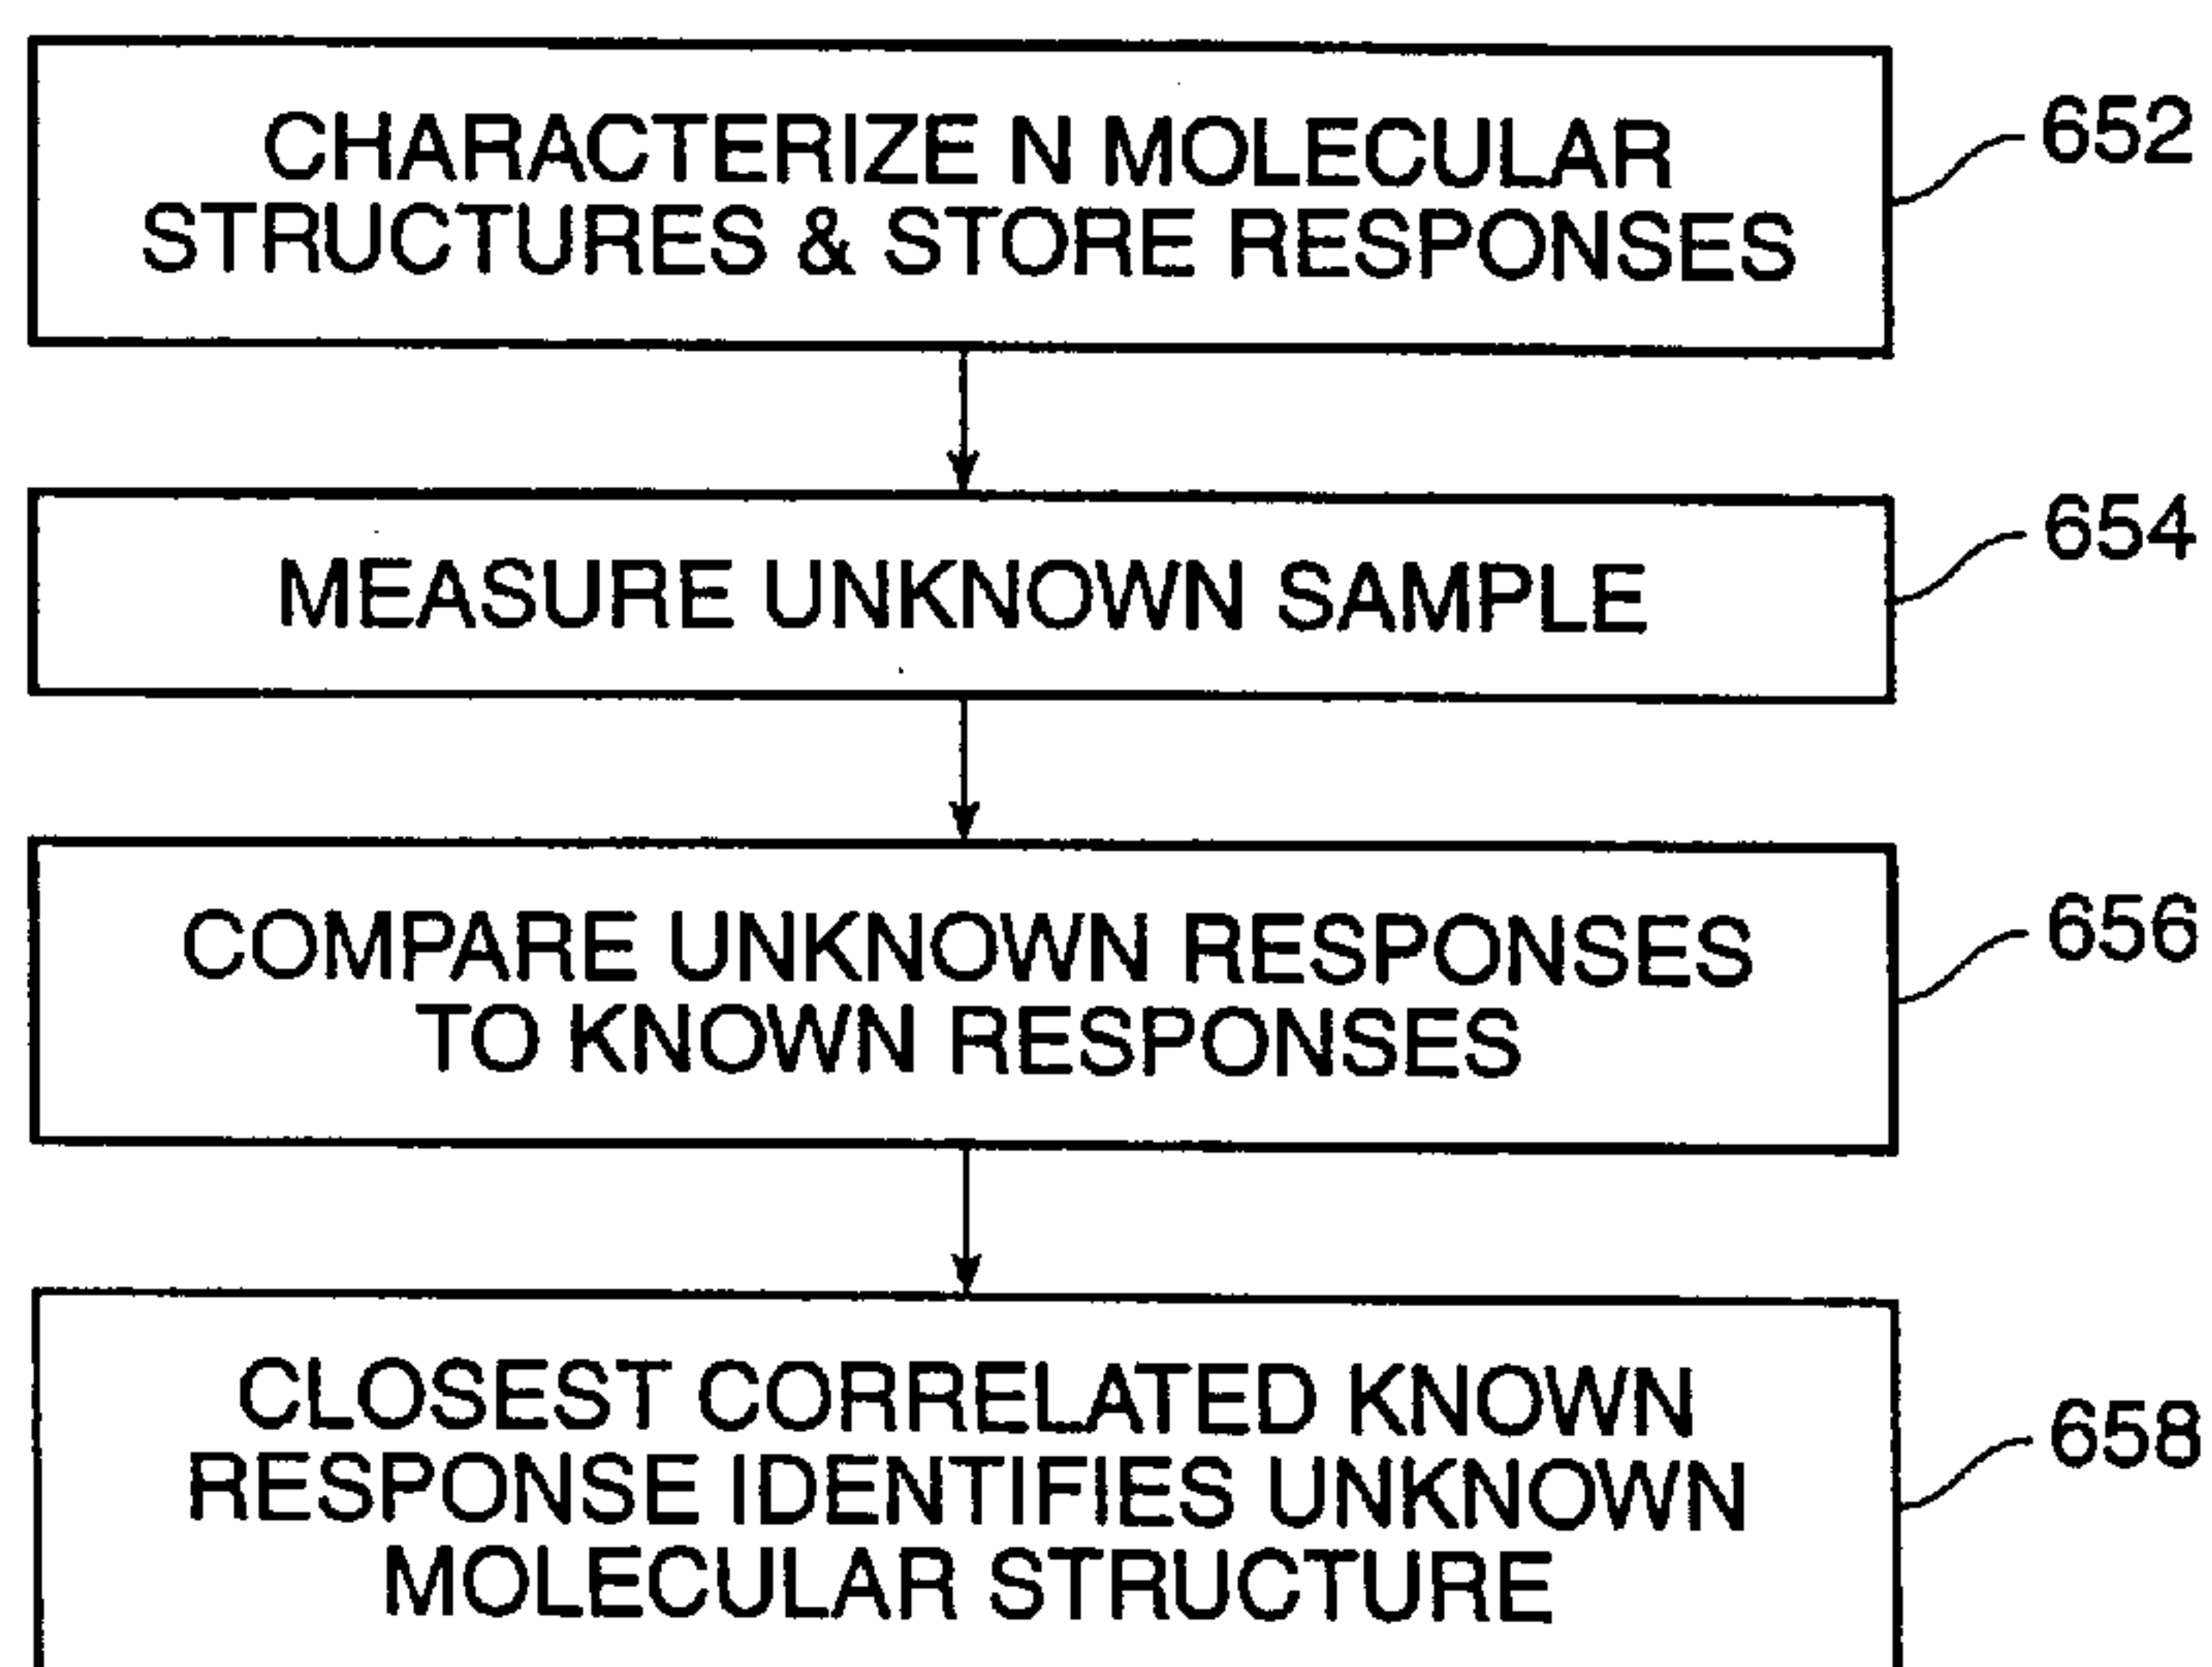 CHARACTERIZE N MOLECULAR
STRUCTURES & STORE RESPONSES
652
MEASURE UNKNOWN SAMPLE
654
COMPARE UNKNOWN RESPONSES
TO KNOWN RESPONSES
656
CLOSEST CORRELATED KNOWN
RESPONSE IDENTIFIES UNKNOWN
MOLECULAR STRUCTURE
658